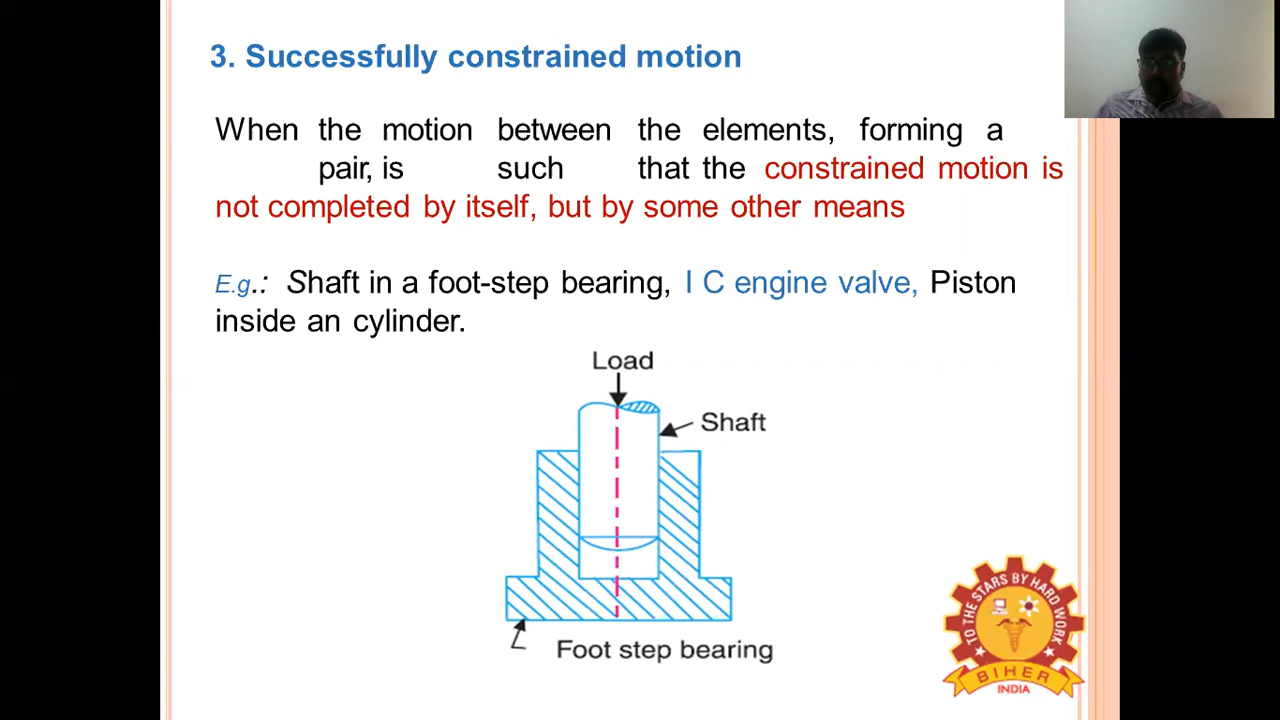 3. Successfully constrained motion
When the motion between the elements, forming a
pair, is such that the constrained motion is
not completed by itself, but by some other means
E.g.: Shaft in a foot-step bearing, I C engine valve, Piston
inside an cylinder.
Load
Shaft
Foot step bearing
TO THE STARS BY HARD WORK
BIHER
INDIA